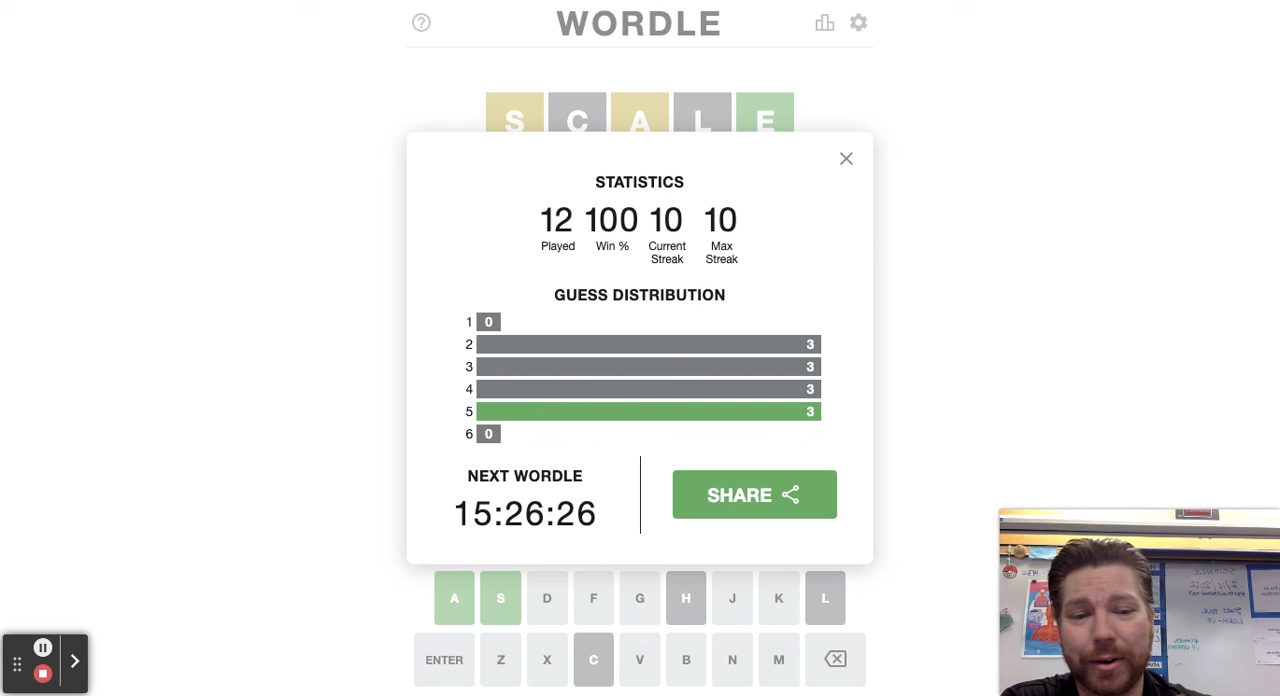 WORDLE
S C A L E
STATISTICS
12 100 10 10
Played Win % Current Streak Max Streak
GUESS DISTRIBUTION
1 0
2 3
3 3
4 3
5 3
6 0
NEXT WORDLE
15:26:26
SHARE
A S D F G H J K L
ENTER Z X C V B N M